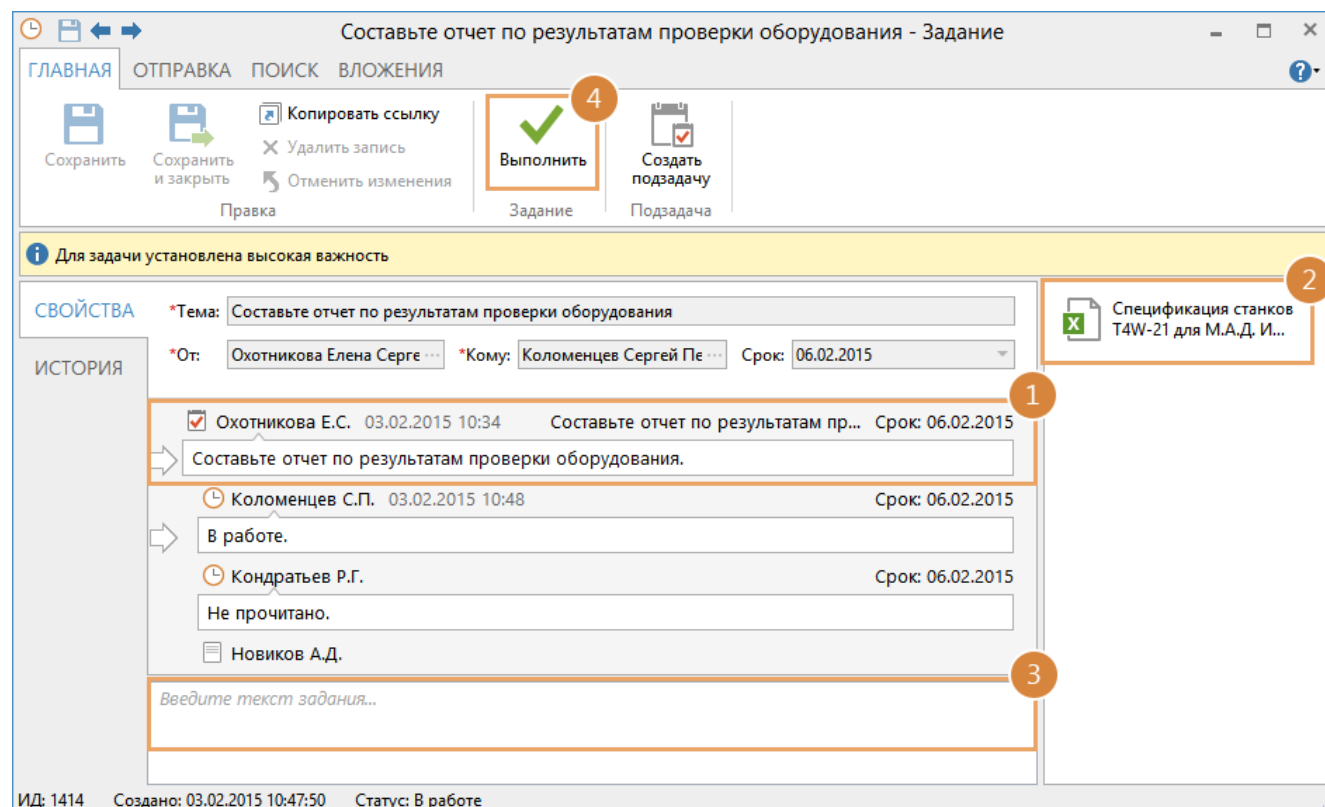 Составьте отчет по результатам проверки оборудования - Задание
ГЛАВНАЯ ОТПРАВКА ПОИСК ВЛОЖЕНИЯ
?
Сохранить
Сохранить
и закрыть
Копировать ссылку
Удалить запись
Отменить изменения
Правка
4
Выполнить
Задание
Создать
подзадачу
Подзадача
Для задачи установлена высокая важность
СВОЙСТВА
ИСТОРИЯ
*Тема: Составьте отчет по результатам проверки оборудования
*От: Охотникова Елена Серге ... *Кому: Коломенцев Сергей Пе ... Срок: 06.02.2015
2
Спецификация станков
T4W-21 для М.А.Д. И...
1
Охотникова Е.С. 03.02.2015 10:34 Составьте отчет по результатам пр... Срок: 06.02.2015
Составьте отчет по результатам проверки оборудования.
Коломенцев С.П. 03.02.2015 10:48 Срок: 06.02.2015
В работе.
Кондратьев Р.Г. Срок: 06.02.2015
Не прочитано.
Новиков А.Д.
3
Введите текст задания...
ИД: 1414 Создано: 03.02.2015 10:47:50 Статус: В работе